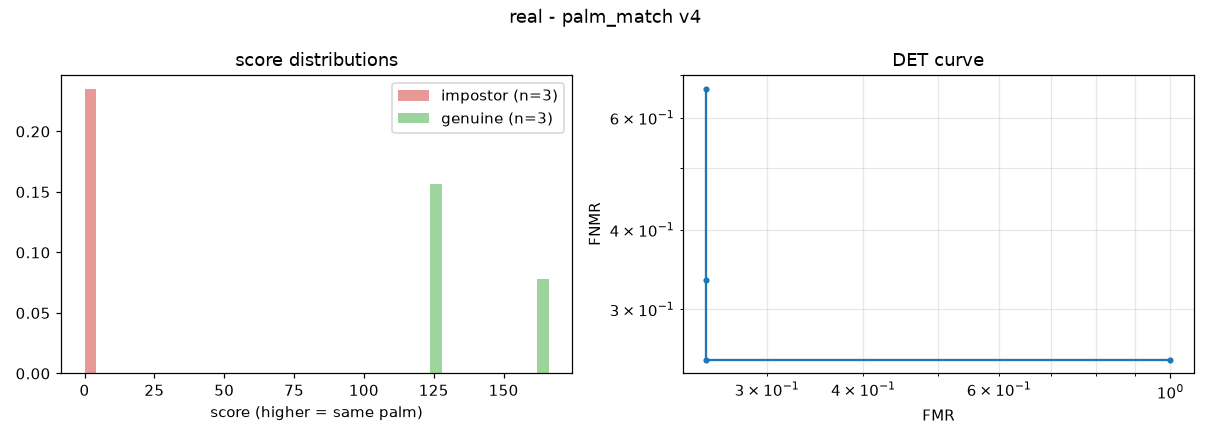 real - palm_match v4
score distributions
impostor (n=3)
genuine (n=3)
0.20
0.15
0.10
0.05
0.00
0 25 50 75 100 125 150
score (higher = same palm)
DET curve
FNMR
6 × 10⁻¹
4 × 10⁻¹
3 × 10⁻¹
3 × 10⁻¹ 4 × 10⁻¹ 6 × 10⁻¹ 10⁰
FMR